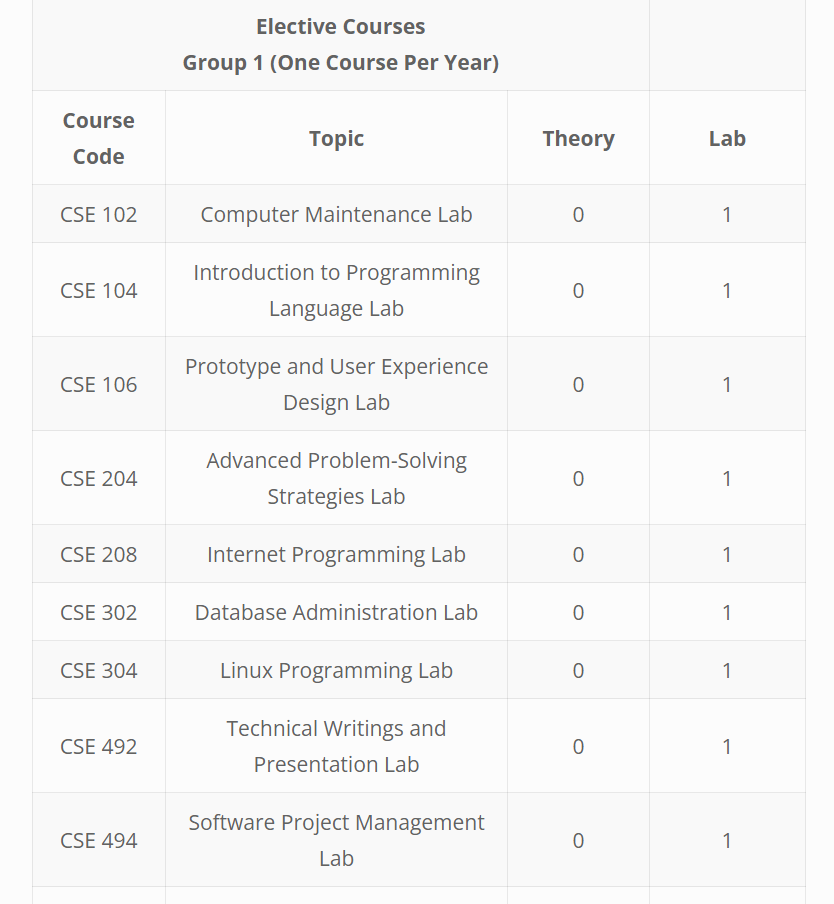 Elective Courses
Group 1 (One Course Per Year)
Course
Code
Topic
Theory
Lab
CSE 102
Computer Maintenance Lab
0
1
CSE 104
Introduction to Programming
Language Lab
0
1
CSE 106
Prototype and User Experience
Design Lab
0
1
CSE 204
Advanced Problem-Solving
Strategies Lab
0
1
CSE 208
Internet Programming Lab
0
1
CSE 302
Database Administration Lab
0
1
CSE 304
Linux Programming Lab
0
1
CSE 492
Technical Writings and
Presentation Lab
0
1
CSE 494
Software Project Management
Lab
0
1